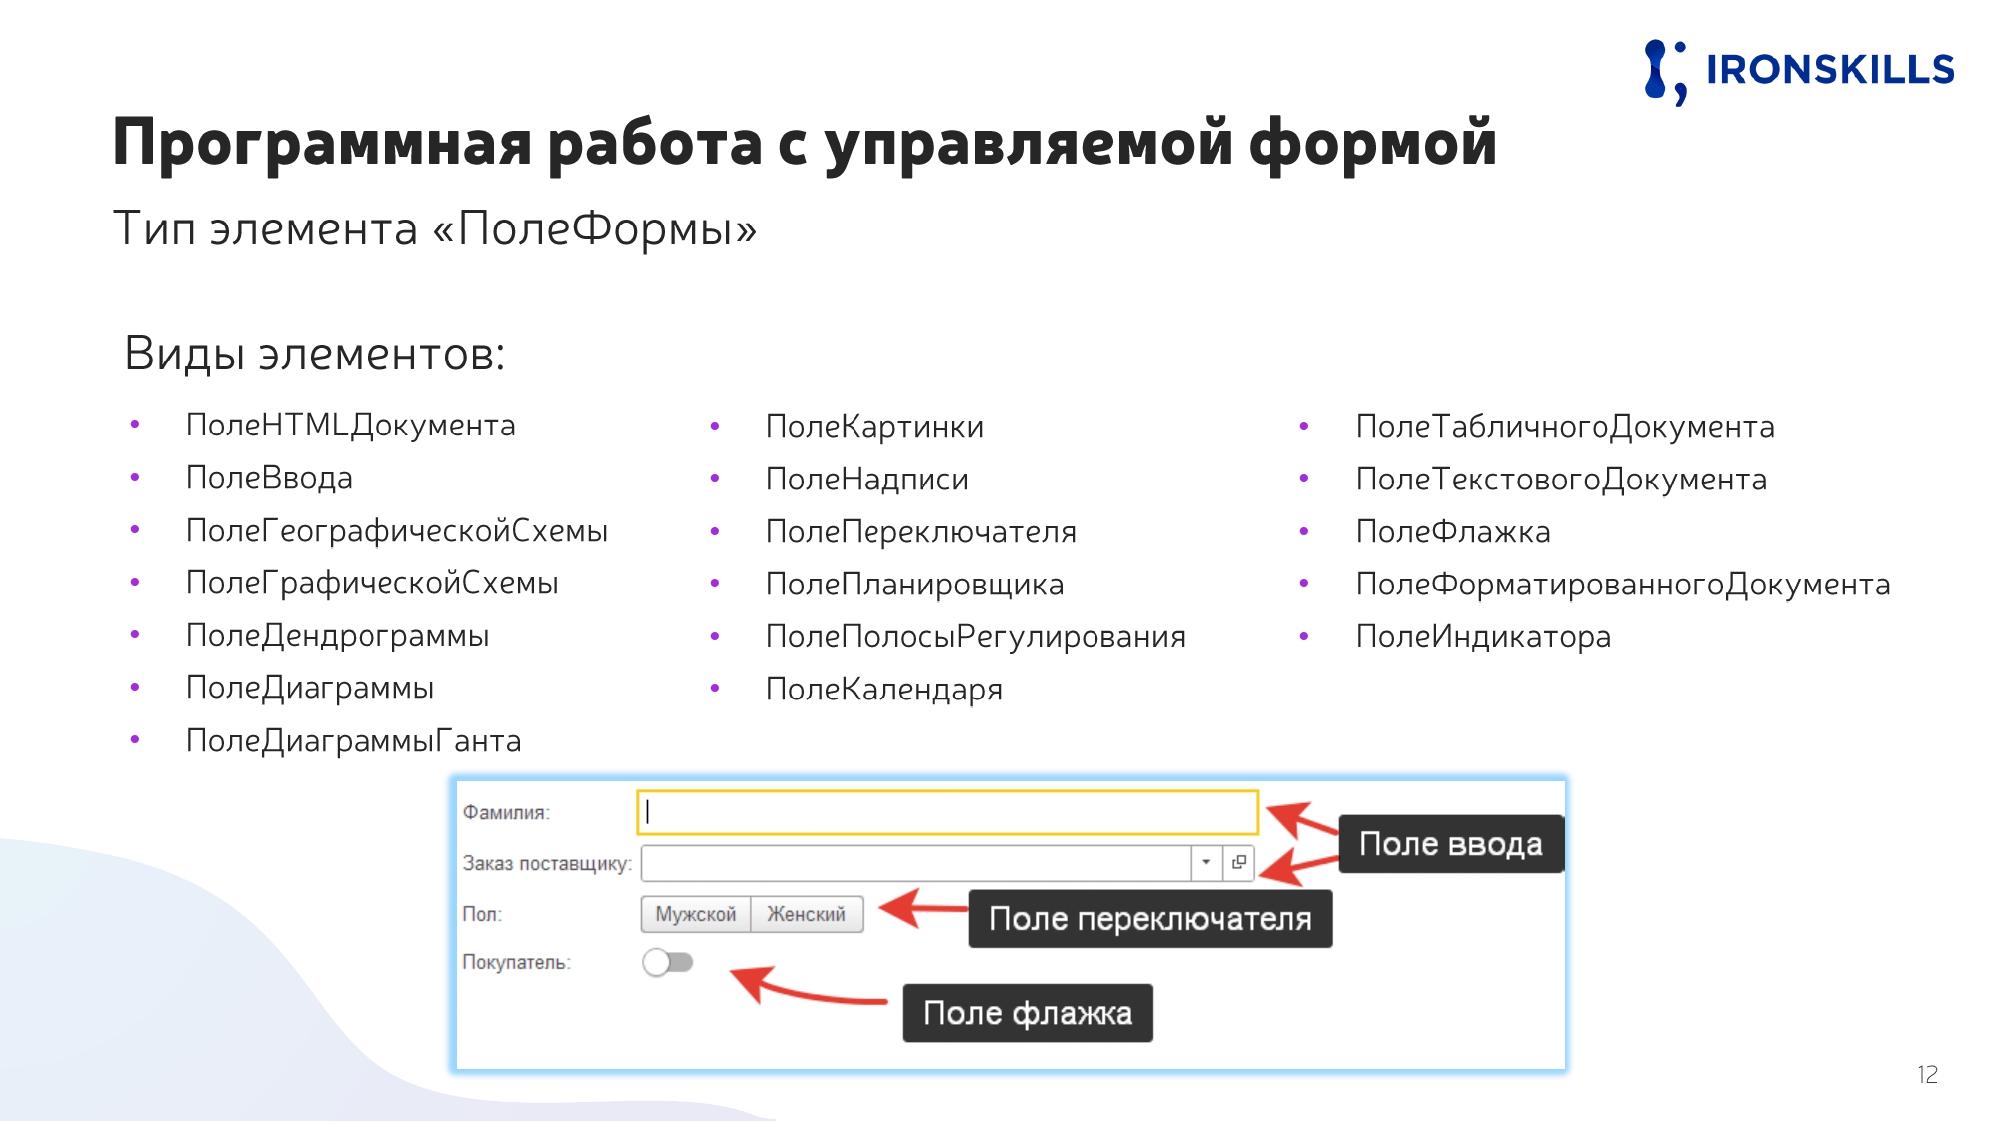 IRONSKILLS
Программная работа с управляемой формой
Тип элемента «ПолеФормы»
Виды элементов:
• ПолеHTMLДокумента
• ПолеВвода
• ПолеГеографическойСхемы
• ПолеГрафическойСхемы
• ПолеДендрограммы
• ПолеДиаграммы
• ПолеДиаграммыГанта
• ПолеКартинки
• ПолеНадписи
• ПолеПереключателя
• ПолеПланировщика
• ПолеПолосыРегулирования
• ПолеКалендаря
• ПолеТабличногоДокумента
• ПолеТекстовогоДокумента
• ПолеФлажка
• ПолеФорматированногоДокумента
• ПолеИндикатора
Фамилия:
Поле ввода
Заказ поставщику:
Пол: Мужской Женский
Поле переключателя
Покупатель:
Поле флажка
12